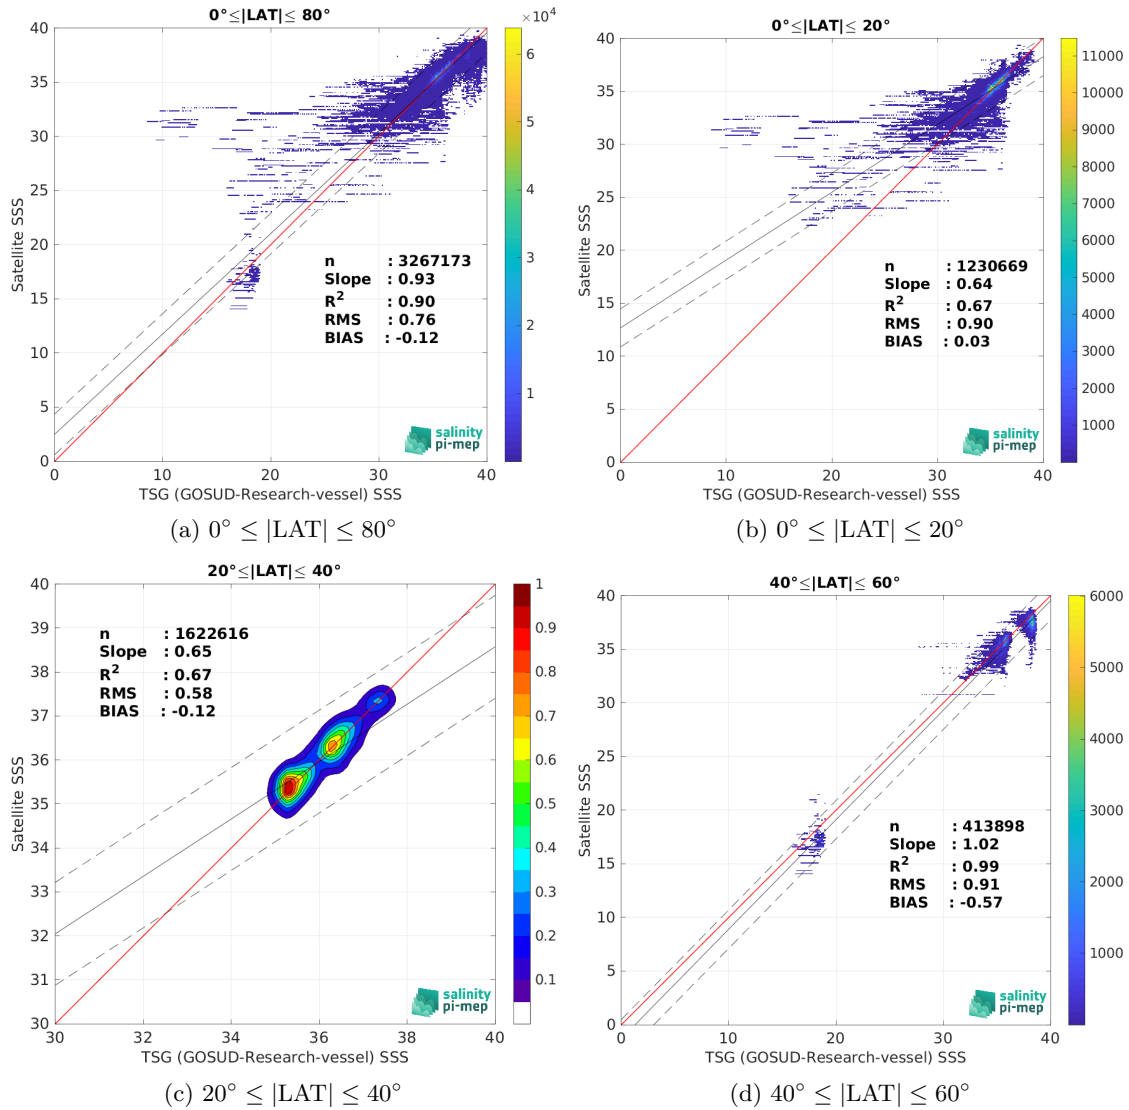 0°≤|LAT|≤ 80°
×10⁴
40
35
30
25
20
15
10
5
0
0
10
20
30
40
4
3
2
1
Satellite SSS
n : 3267173
Slope : 0.93
R² : 0.90
RMS : 0.76
BIAS : -0.12
salinity
pi-mep
TSG (GOSUD-Research-vessel) SSS
(a) 0° ≤ |LAT| ≤ 80°
0°≤|LAT|≤ 20°
40
35
30
25
20
15
10
5
0
0
10
20
30
40
11000
10000
9000
8000
7000
6000
5000
4000
3000
2000
1000
Satellite SSS
n : 1230669
Slope : 0.64
R² : 0.67
RMS : 0.90
BIAS : 0.03
salinity
pi-mep
TSG (GOSUD-Research-vessel) SSS
(b) 0° ≤ |LAT| ≤ 20°
20°≤|LAT|≤ 40°
40
39
38
37
36
35
34
33
32
31
30
30
32
34
36
38
40
1
0.9
0.8
0.7
0.6
0.5
0.4
0.3
0.2
0.1
Satellite SSS
n : 1622616
Slope : 0.65
R² : 0.67
RMS : 0.58
BIAS : -0.12
salinity
pi-mep
TSG (GOSUD-Research-vessel) SSS
(c) 20° ≤ |LAT| ≤ 40°
40°≤|LAT|≤ 60°
40
35
30
25
20
15
10
5
0
0
10
20
30
40
6000
5000
4000
3000
2000
1000
Satellite SSS
n : 413898
Slope : 1.02
R² : 0.99
RMS : 0.91
BIAS : -0.57
salinity
pi-mep
TSG (GOSUD-Research-vessel) SSS
(d) 40° ≤ |LAT| ≤ 60°